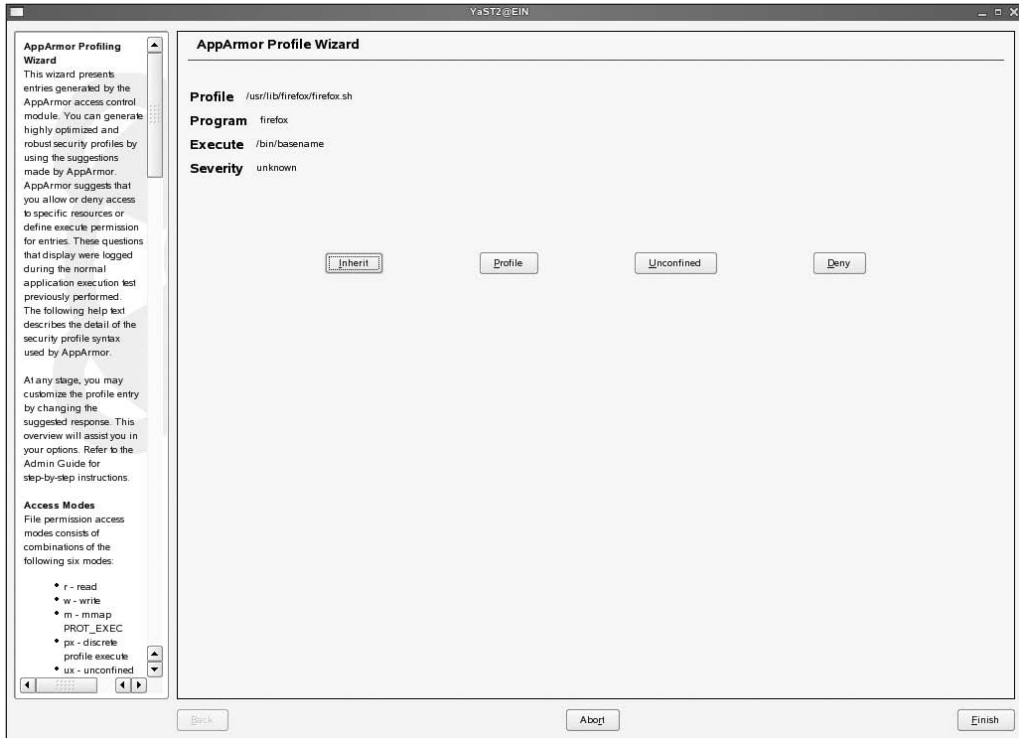 YaST2@EIN
AppArmor Profiling
Wizard
This wizard presents
entries generated by the
AppArmor access control
module. You can generate
highly optimized and
robust security profiles by
using the suggestions
made by AppArmor.
AppArmor suggests that
you allow or deny access
to specific resources or
define execute permission
for entries. These questions
that display were logged
during the normal
application execution test
previously performed.
The following help text
describes the detail of the
security profile syntax
used by AppArmor.
At any stage, you may
customize the profile entry
by changing the
suggested response. This
overview will assist you in
your options. Refer to the
Admin Guide for
step-by-step instructions.
Access Modes
File permission access
modes consists of
combinations of the
following six modes:
• r - read
• w - write
• m - mmap
PROT_EXEC
• px - discrete
profile execute
• ux - unconfined
AppArmor Profile Wizard
Profile /usr/lib/firefox/firefox.sh
Program firefox
Execute /bin/basename
Severity unknown
Inherit Profile Unconfined Deny
Back Abort Finish